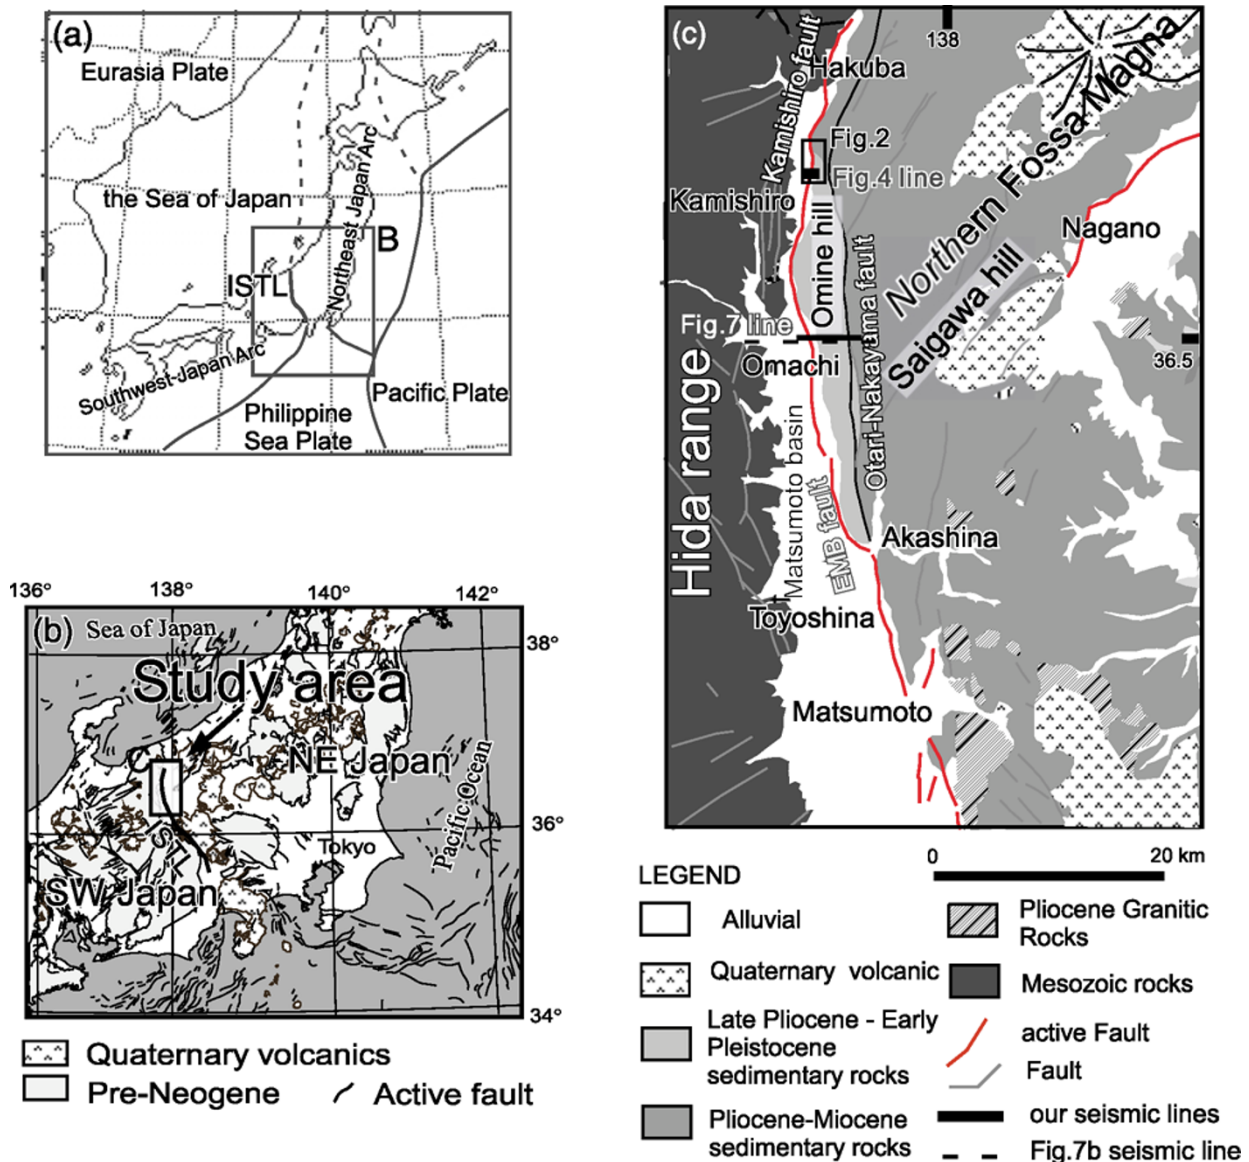 (a)
Eurasia Plate
the Sea of Japan
Northeast Japan Arc
B
ISTL
Southwest Japan Arc
Philippine
Sea Plate
Pacific Plate
136°
138°
140°
142°
(b)
Sea of Japan
38°
Study area
C
NE Japan
Pacific Ocean
36°
ISTL
Tokyo
SW Japan
34°
Quaternary volcanics
Pre-Neogene
Active fault
(c)
138
Kamishiro fault
Hakuba
Fig.2
Fig.4 line
Kamishiro
Northern Fossa Magna
Nagano
Omine hill
Otari-Nakayama fault
Saigawa hill
Fig.7 line
36.5
Omachi
Hida range
Matsumoto basin
EMB fault
Akashina
Toyoshina
Matsumoto
0
20 km
LEGEND
Alluvial
Quaternary volcanic
Late Pliocene - Early
Pleistocene
sedimentary rocks
Pliocene-Miocene
sedimentary rocks
Pliocene Granitic
Rocks
Mesozoic rocks
active Fault
Fault
our seismic lines
Fig.7b seismic line